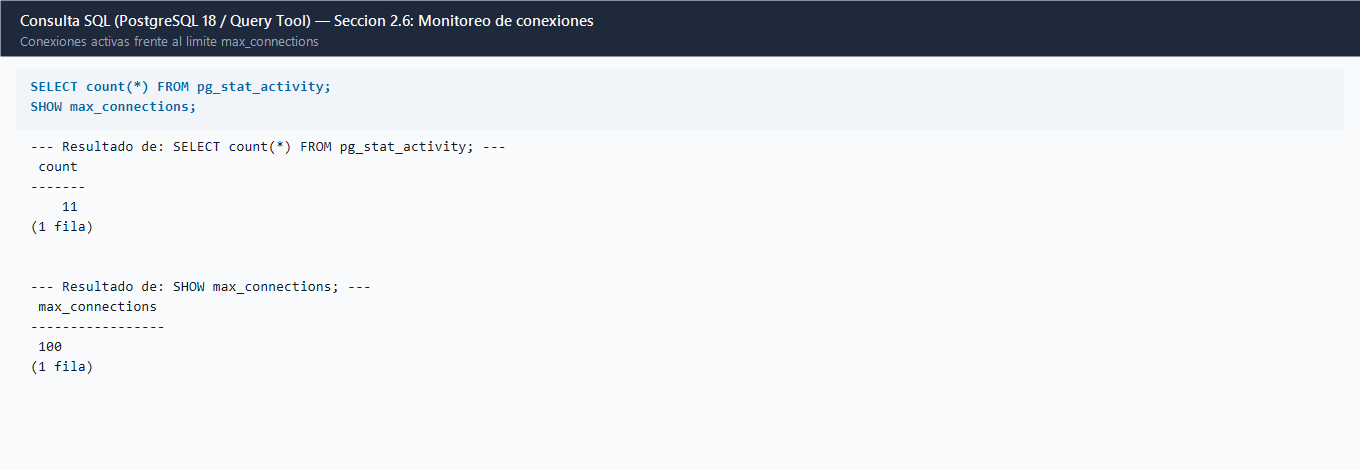 Consulta SQL (PostgreSQL 18 / Query Tool) — Seccion 2.6: Monitoreo de conexiones
Conexiones activas frente al limite max_connections
SELECT count(*) FROM pg_stat_activity;
SHOW max_connections;
--- Resultado de: SELECT count(*) FROM pg_stat_activity; ---
 count
-------
    11
(1 fila)
--- Resultado de: SHOW max_connections; ---
 max_connections
-----------------
 100
(1 fila)